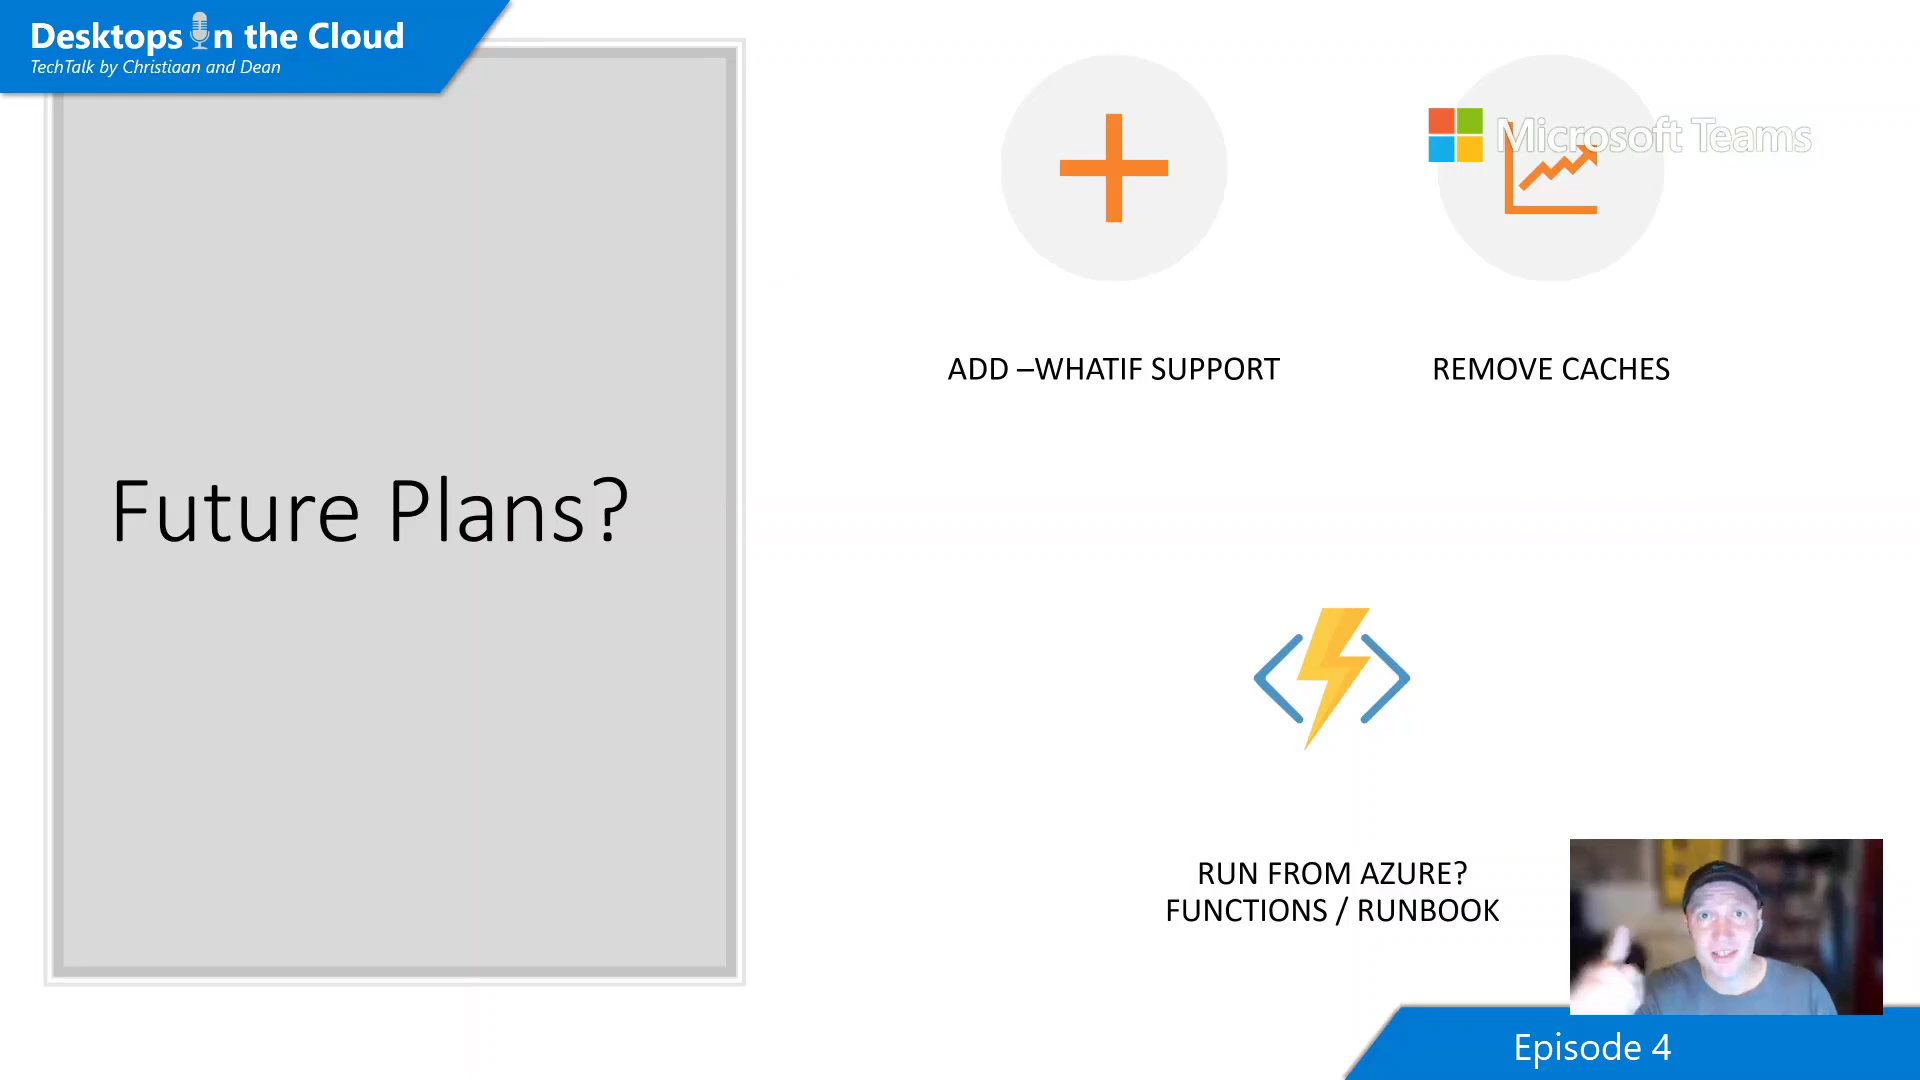 Desktops in the Cloud
TechTalk by Christiaan and Dean
Microsoft Teams
ADD –WHATIF SUPPORT
REMOVE CACHES
Future Plans?
RUN FROM AZURE?
FUNCTIONS / RUNBOOK
Episode 4